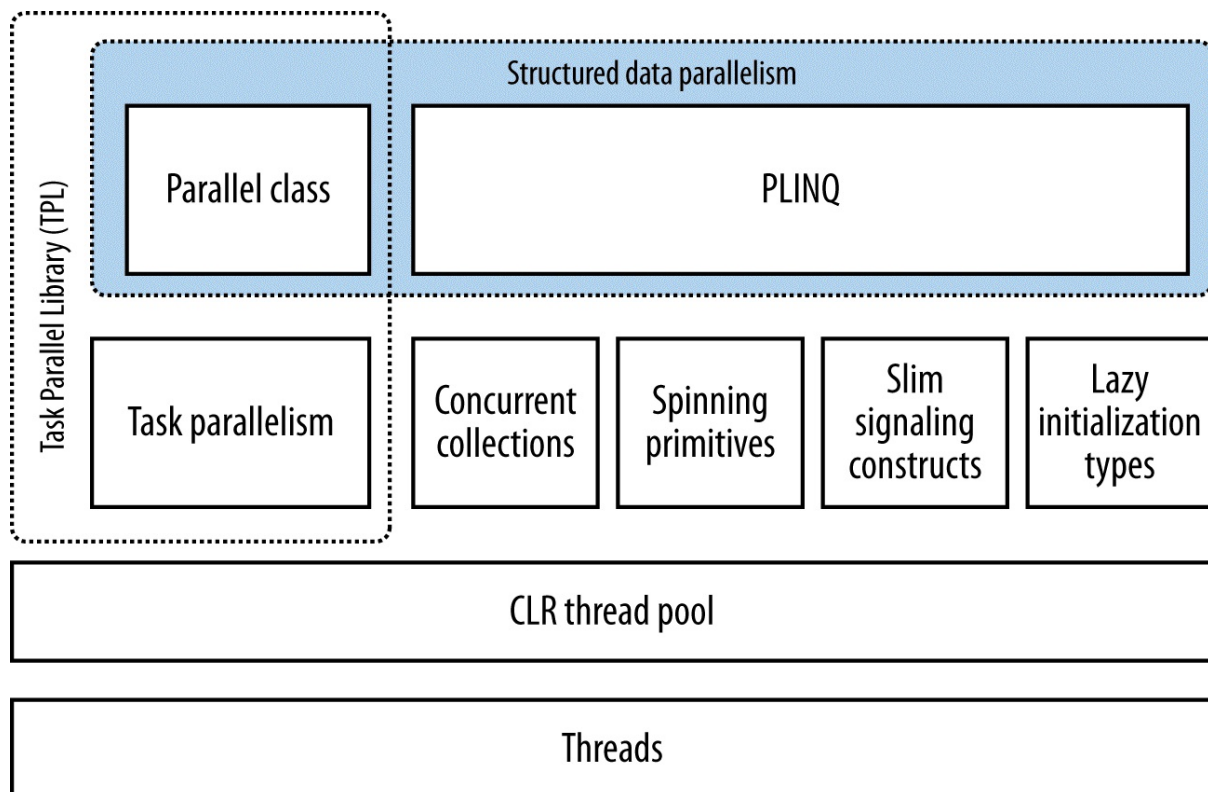 Structured data parallelism
Task Parallel Library (TPL)
Parallel class
PLINQ
Task parallelism
Concurrent
collections
Spinning
primitives
Slim
signaling
constructs
Lazy
initialization
types
CLR thread pool
Threads